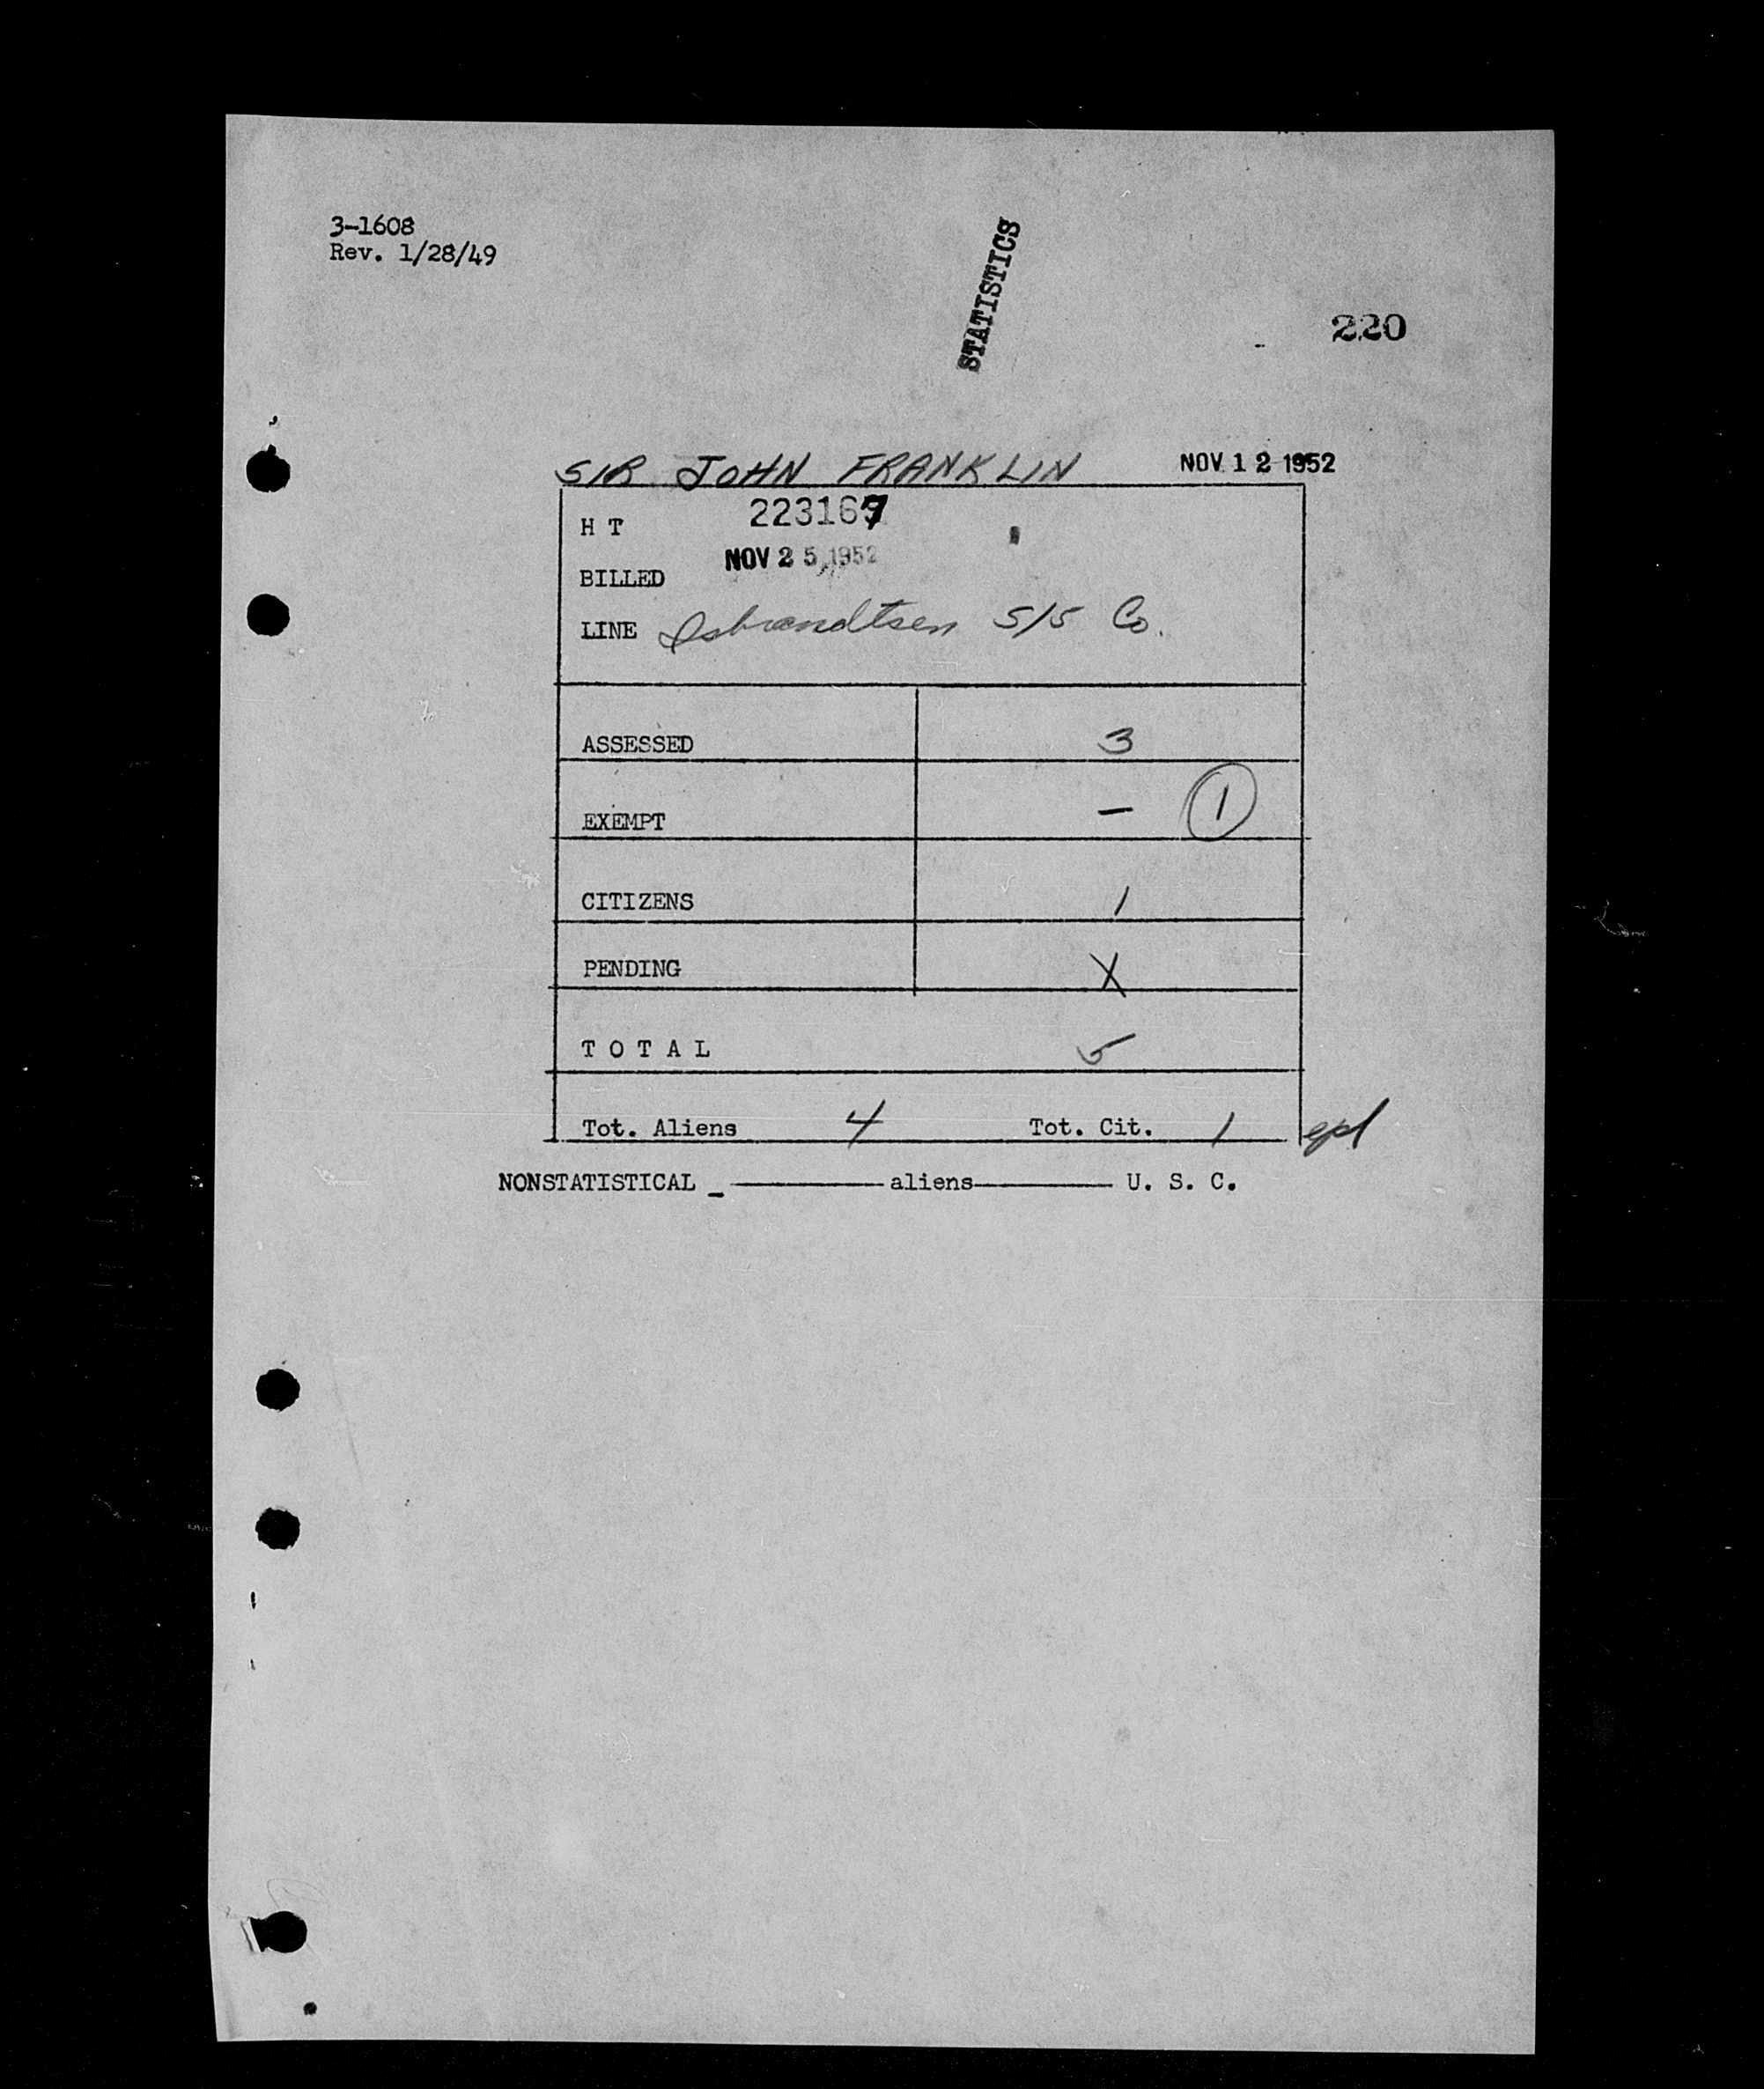 3-1608
Rev. 1/28/49
STATISTICS
220
SIR JOHN FRANKLIN NOV 12 1952
H T 223167
BILLED NOV 25 1952
LINE Isbrandtsen S/S Co.
ASSESSED 3
EXEMPT — 1
CITIZENS 1
PENDING X
T O T A L 5
Tot. Aliens 4 Tot. Cit. 1
NONSTATISTICAL _ ———— aliens ———— U. S. C.